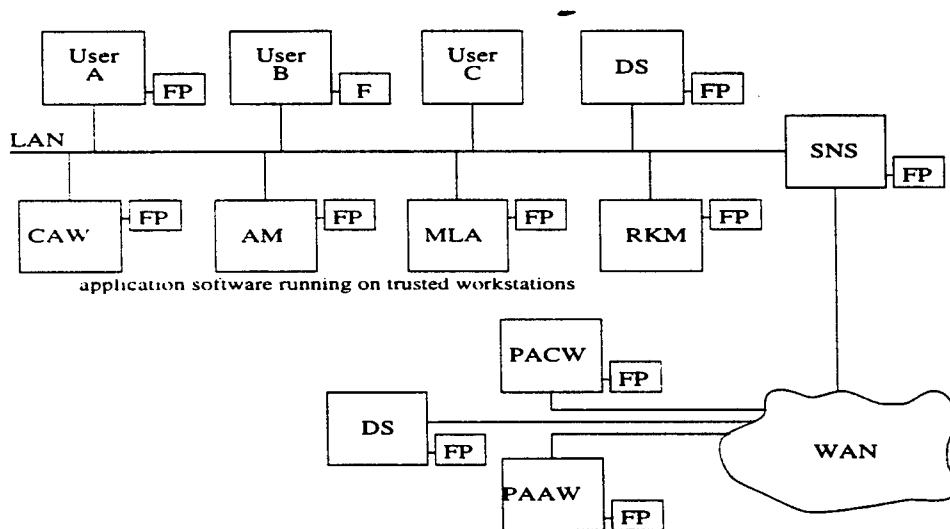 User
A
FP
User
B
F
User
C
DS
FP
LAN
SNS
FP
CAW
FP
AM
FP
MLA
FP
RKM
FP
application software running on trusted workstations
PACW
FP
DS
FP
WAN
PAAW
FP